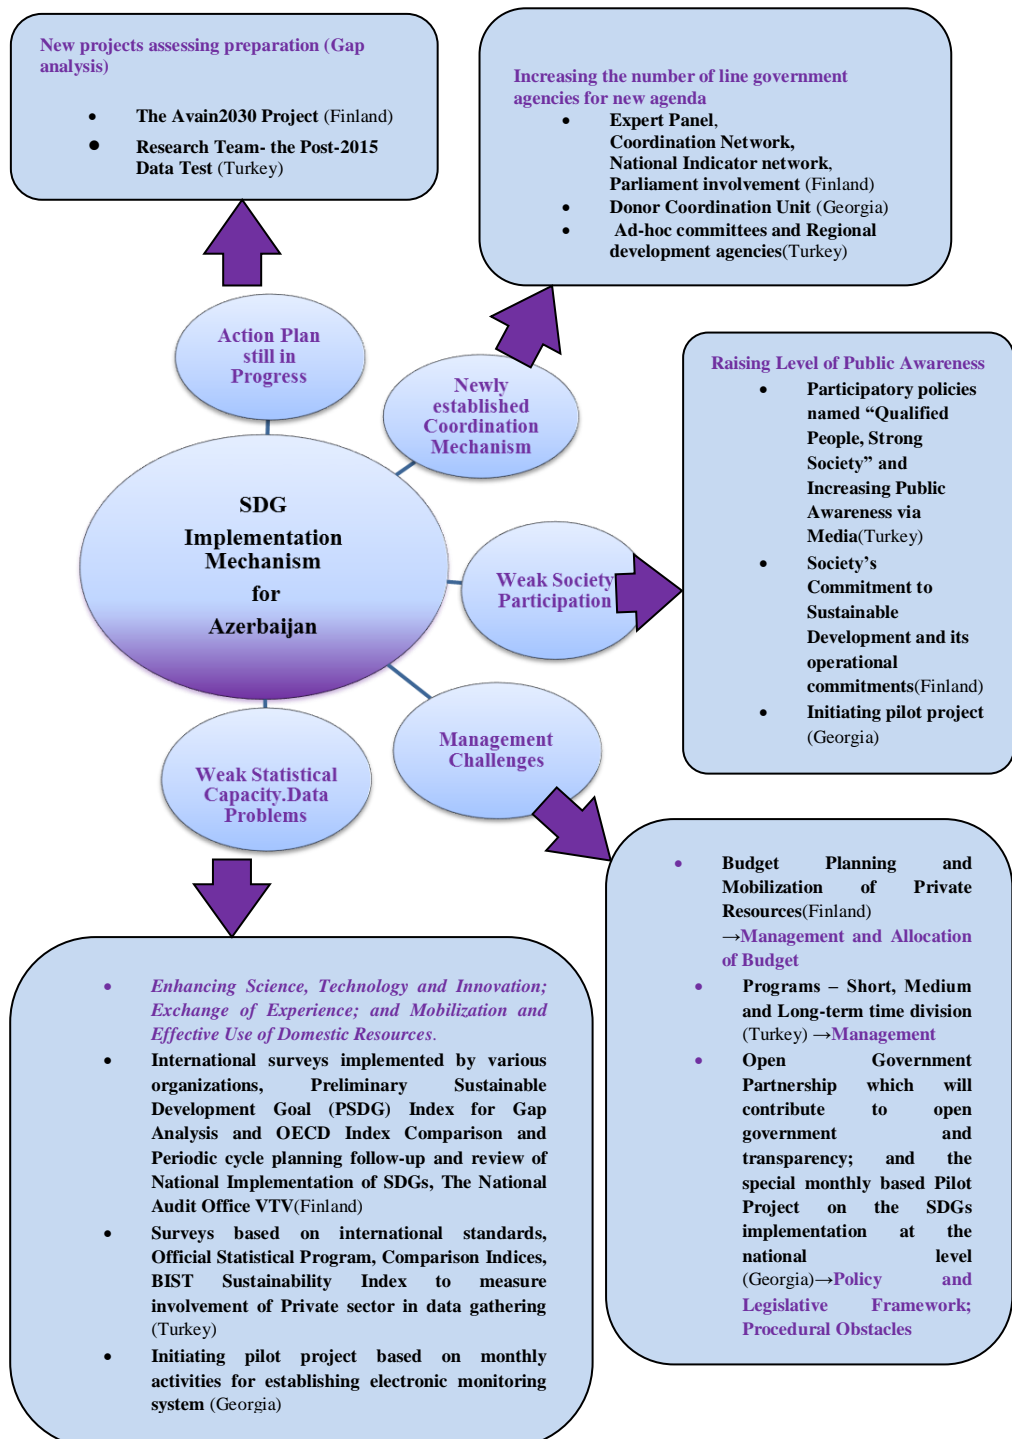 New projects assessing preparation (Gap
analysis)
• The Avain2030 Project (Finland)
• Research Team- the Post-2015
Data Test (Turkey)
Increasing the number of line government
agencies for new agenda
• Expert Panel,
Coordination Network,
National Indicator network,
Parliament involvement (Finland)
• Donor Coordination Unit (Georgia)
• Ad-hoc committees and Regional
development agencies(Turkey)
Action Plan
still in
Progress
Newly
established
Coordination
Mechanism
Raising Level of Public Awareness
• Participatory policies
named “Qualified
People, Strong
Society” and
Increasing Public
Awareness via
Media(Turkey)
• Society’s
Commitment to
Sustainable
Development and its
operational
commitments(Finland)
• Initiating pilot project
(Georgia)
SDG
Implementation
Mechanism
for
Azerbaijan
Weak Society
Participation
Management
Challenges
Weak Statistical
Capacity.Data
Problems
• Budget Planning and
Mobilization of Private
Resources(Finland)
→Management and Allocation
of Budget
• Programs – Short, Medium
and Long-term time division
(Turkey) →Management
• Open Government
Partnership which will
contribute to open
government and
transparency; and the
special monthly based Pilot
Project on the SDGs
implementation at the
national level
(Georgia)→Policy and
Legislative Framework;
Procedural Obstacles
• Enhancing Science, Technology and Innovation;
Exchange of Experience; and Mobilization and
Effective Use of Domestic Resources.
• International surveys implemented by various
organizations, Preliminary Sustainable
Development Goal (PSDG) Index for Gap
Analysis and OECD Index Comparison and
Periodic cycle planning follow-up and review of
National Implementation of SDGs, The National
Audit Office VTV(Finland)
• Surveys based on international standards,
Official Statistical Program, Comparison Indices,
BIST Sustainability Index to measure
involvement of Private sector in data gathering
(Turkey)
• Initiating pilot project based on monthly
activities for establishing electronic monitoring
system (Georgia)